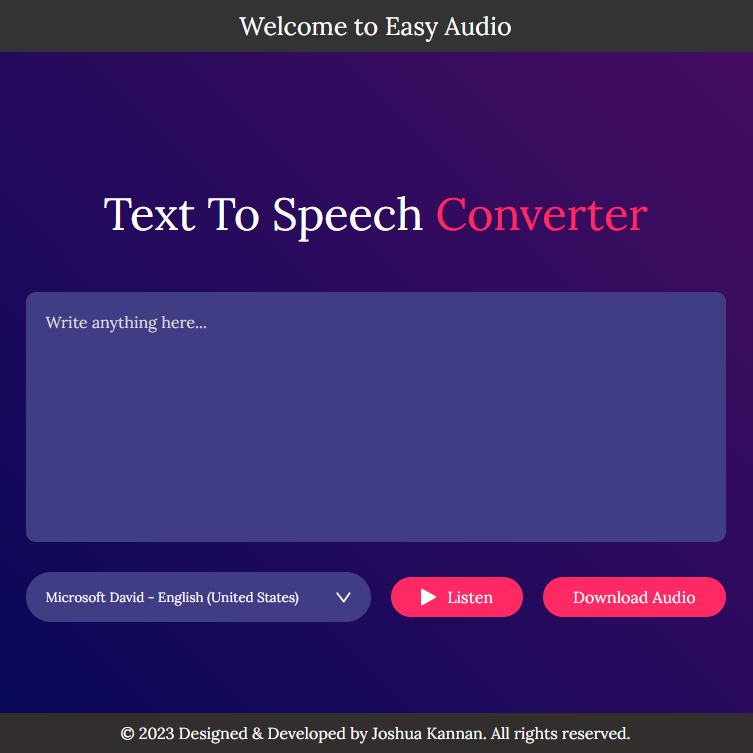 Welcome to Easy Audio
Text To Speech Converter
Write anything here...
Microsoft David - English (United States)
Listen
Download Audio
© 2023 Designed & Developed by Joshua Kannan. All rights reserved.